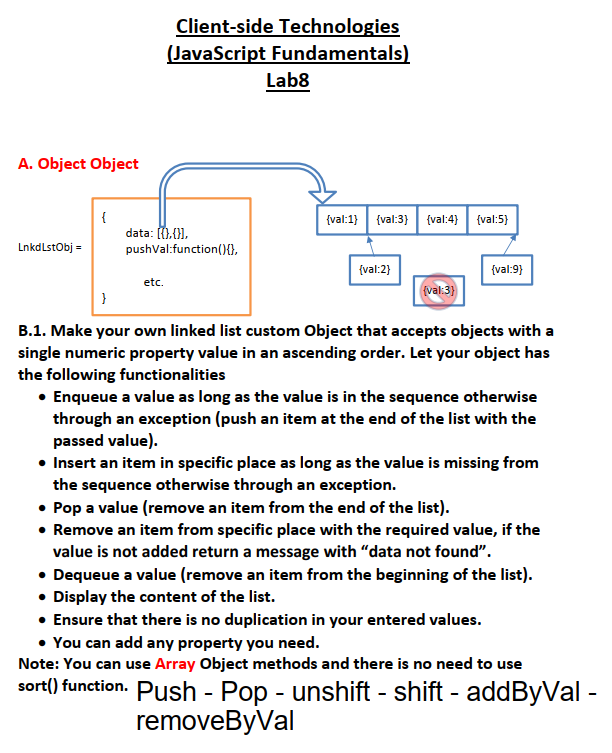 Client-side Technologies
(JavaScript Fundamentals)
Lab8
A. Object Object
LnkdLstObj =
{
data: [{},{}],
pushVal:function(){},
etc.
}
{val:1} {val:3} {val:4} {val:5}
{val:2} {val:9}
{val:3}
B.1. Make your own linked list custom Object that accepts objects with a
single numeric property value in an ascending order. Let your object has
the following functionalities
• Enqueue a value as long as the value is in the sequence otherwise
through an exception (push an item at the end of the list with the
passed value).
• Insert an item in specific place as long as the value is missing from
the sequence otherwise through an exception.
• Pop a value (remove an item from the end of the list).
• Remove an item from specific place with the required value, if the
value is not added return a message with “data not found”.
• Dequeue a value (remove an item from the beginning of the list).
• Display the content of the list.
• Ensure that there is no duplication in your entered values.
• You can add any property you need.
Note: You can use Array Object methods and there is no need to use
sort() function.
Push - Pop - unshift - shift - addByVal -
removeByVal